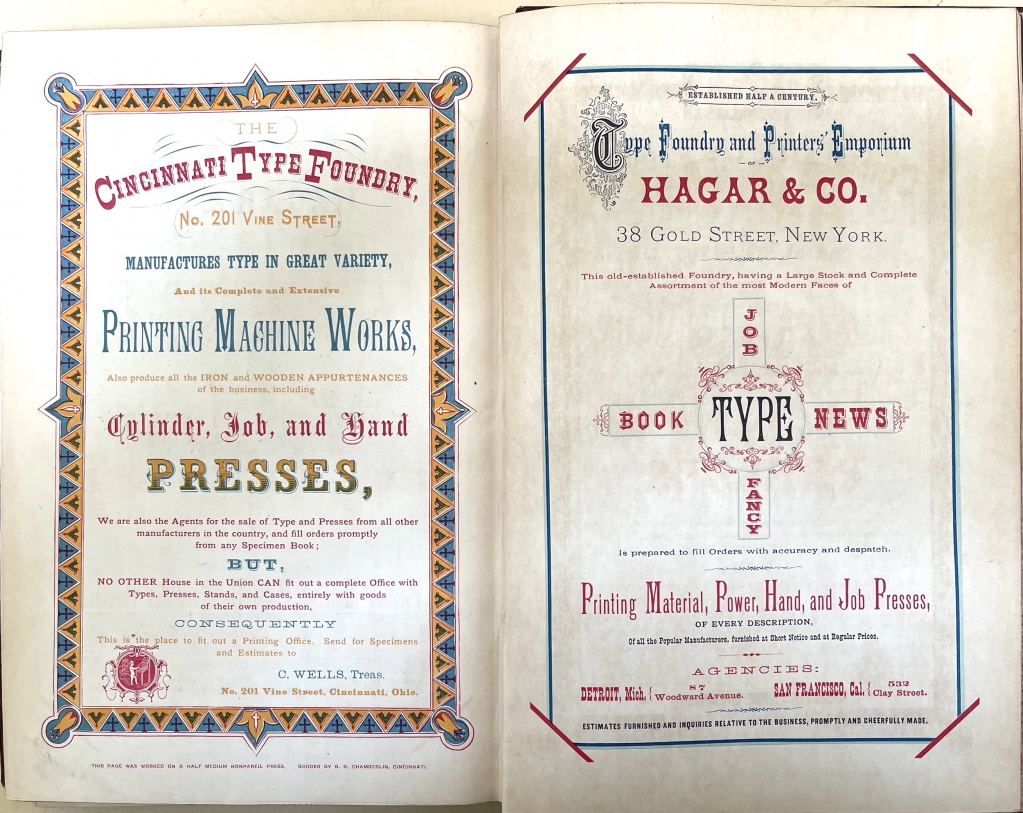 THE
CINCINNATI TYPE FOUNDRY,
No. 201 VINE STREET,
MANUFACTURES TYPE IN GREAT VARIETY,
And its Complete and Extensive
PRINTING MACHINE WORKS,
Also produce all the IRON and WOODEN APPURTENANCES
of the business, including
Cylinder, Job, and Hand
PRESSES,
We are also the Agents for the sale of Type and Presses from all other
manufacturers in the country, and fill orders promptly
from any Specimen Book;
BUT,
NO OTHER House in the Union CAN fit out a complete Office with
Types, Presses, Stands, and Cases, entirely with goods
of their own production,
CONSEQUENTLY
This is the place to fit out a Printing Office. Send for Specimens
and Estimates to
C. WELLS, Treas.
No. 201 Vine Street, Cincinnati, Ohio.
THIS PAGE WAS WORKED ON A HALF MEDIUM NONPAREIL PRESS. BORDER BY G. G. CHAMBERLIN, CINCINNATI.
ESTABLISHED HALF A CENTURY.
Type Foundry and Printers' Emporium
OF
HAGAR & CO.
38 GOLD STREET, NEW YORK.
This old-established Foundry, having a Large Stock and Complete
Assortment of the most Modern Faces of
JOB
BOOK TYPE NEWS
FANCY
is prepared to fill Orders with accuracy and despatch.
Printing Material, Power, Hand, and Job Presses,
OF EVERY DESCRIPTION,
Of all the Popular Manufacturers, furnished at Short Notice and at Regular Prices.
AGENCIES:
DETROIT, Mich. { 87 Woodward Avenue. SAN FRANCISCO, Cal. { 532 Clay Street.
ESTIMATES FURNISHED AND INQUIRIES RELATIVE TO THE BUSINESS, PROMPTLY AND CHEERFULLY MADE.